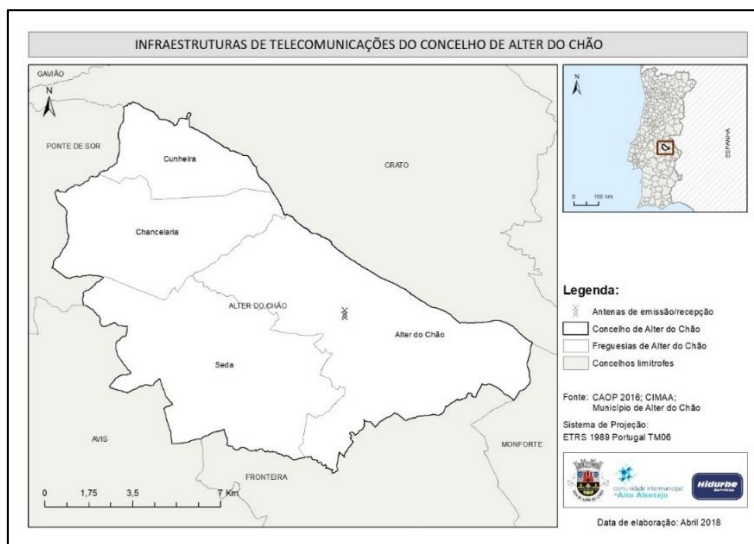 INFRAESTRUTURAS DE TELECOMUNICAÇÕES DO CONCELHO DE ALTER DO CHÃO
GAVIÃO
N
PONTE DE SOR
Cunheira
CRATO
Chancelaria
ALTER DO CHÃO
Alter do Chão
Seda
AVIS
MONFORTE
FRONTEIRA
0 1,75 3,5 7 Km
N
ESPANHA
0 100 km
Legenda:
Antenas de emissão/recepção
Concelho de Alter do Chão
Freguesias de Alter do Chão
Concelhos limítrofes
Fonte: CAOP 2016; CIMAA;
Município de Alter do Chão
Sistema de Projeção:
ETRS 1989 Portugal TM06
comunidade intermunicipal
do Alto Alentejo
Hidurbe
Serviços
Data de elaboração: Abril 2018